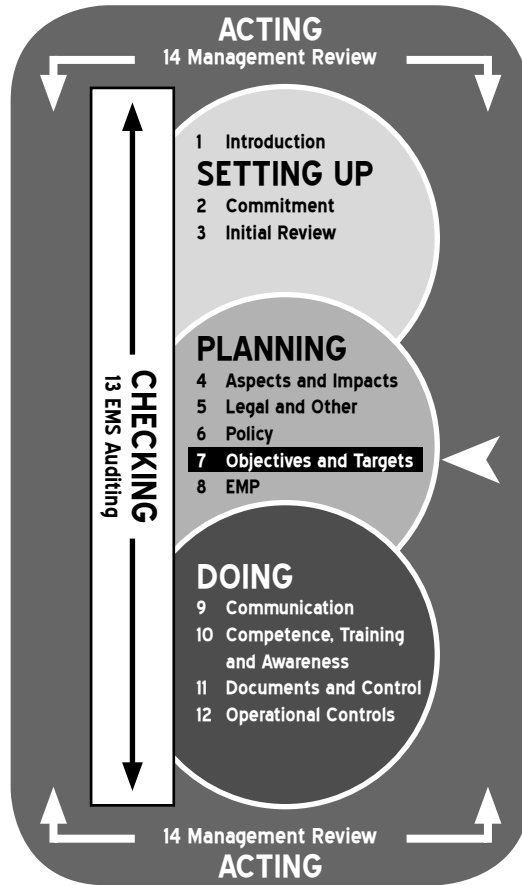 ACTING
14 Management Review
1 Introduction
SETTING UP
2 Commitment
3 Initial Review
PLANNING
4 Aspects and Impacts
5 Legal and Other
6 Policy
7 Objectives and Targets
8 EMP
CHECKING
13 EMS Auditing
DOING
9 Communication
10 Competence, Training
and Awareness
11 Documents and Control
12 Operational Controls
14 Management Review
ACTING